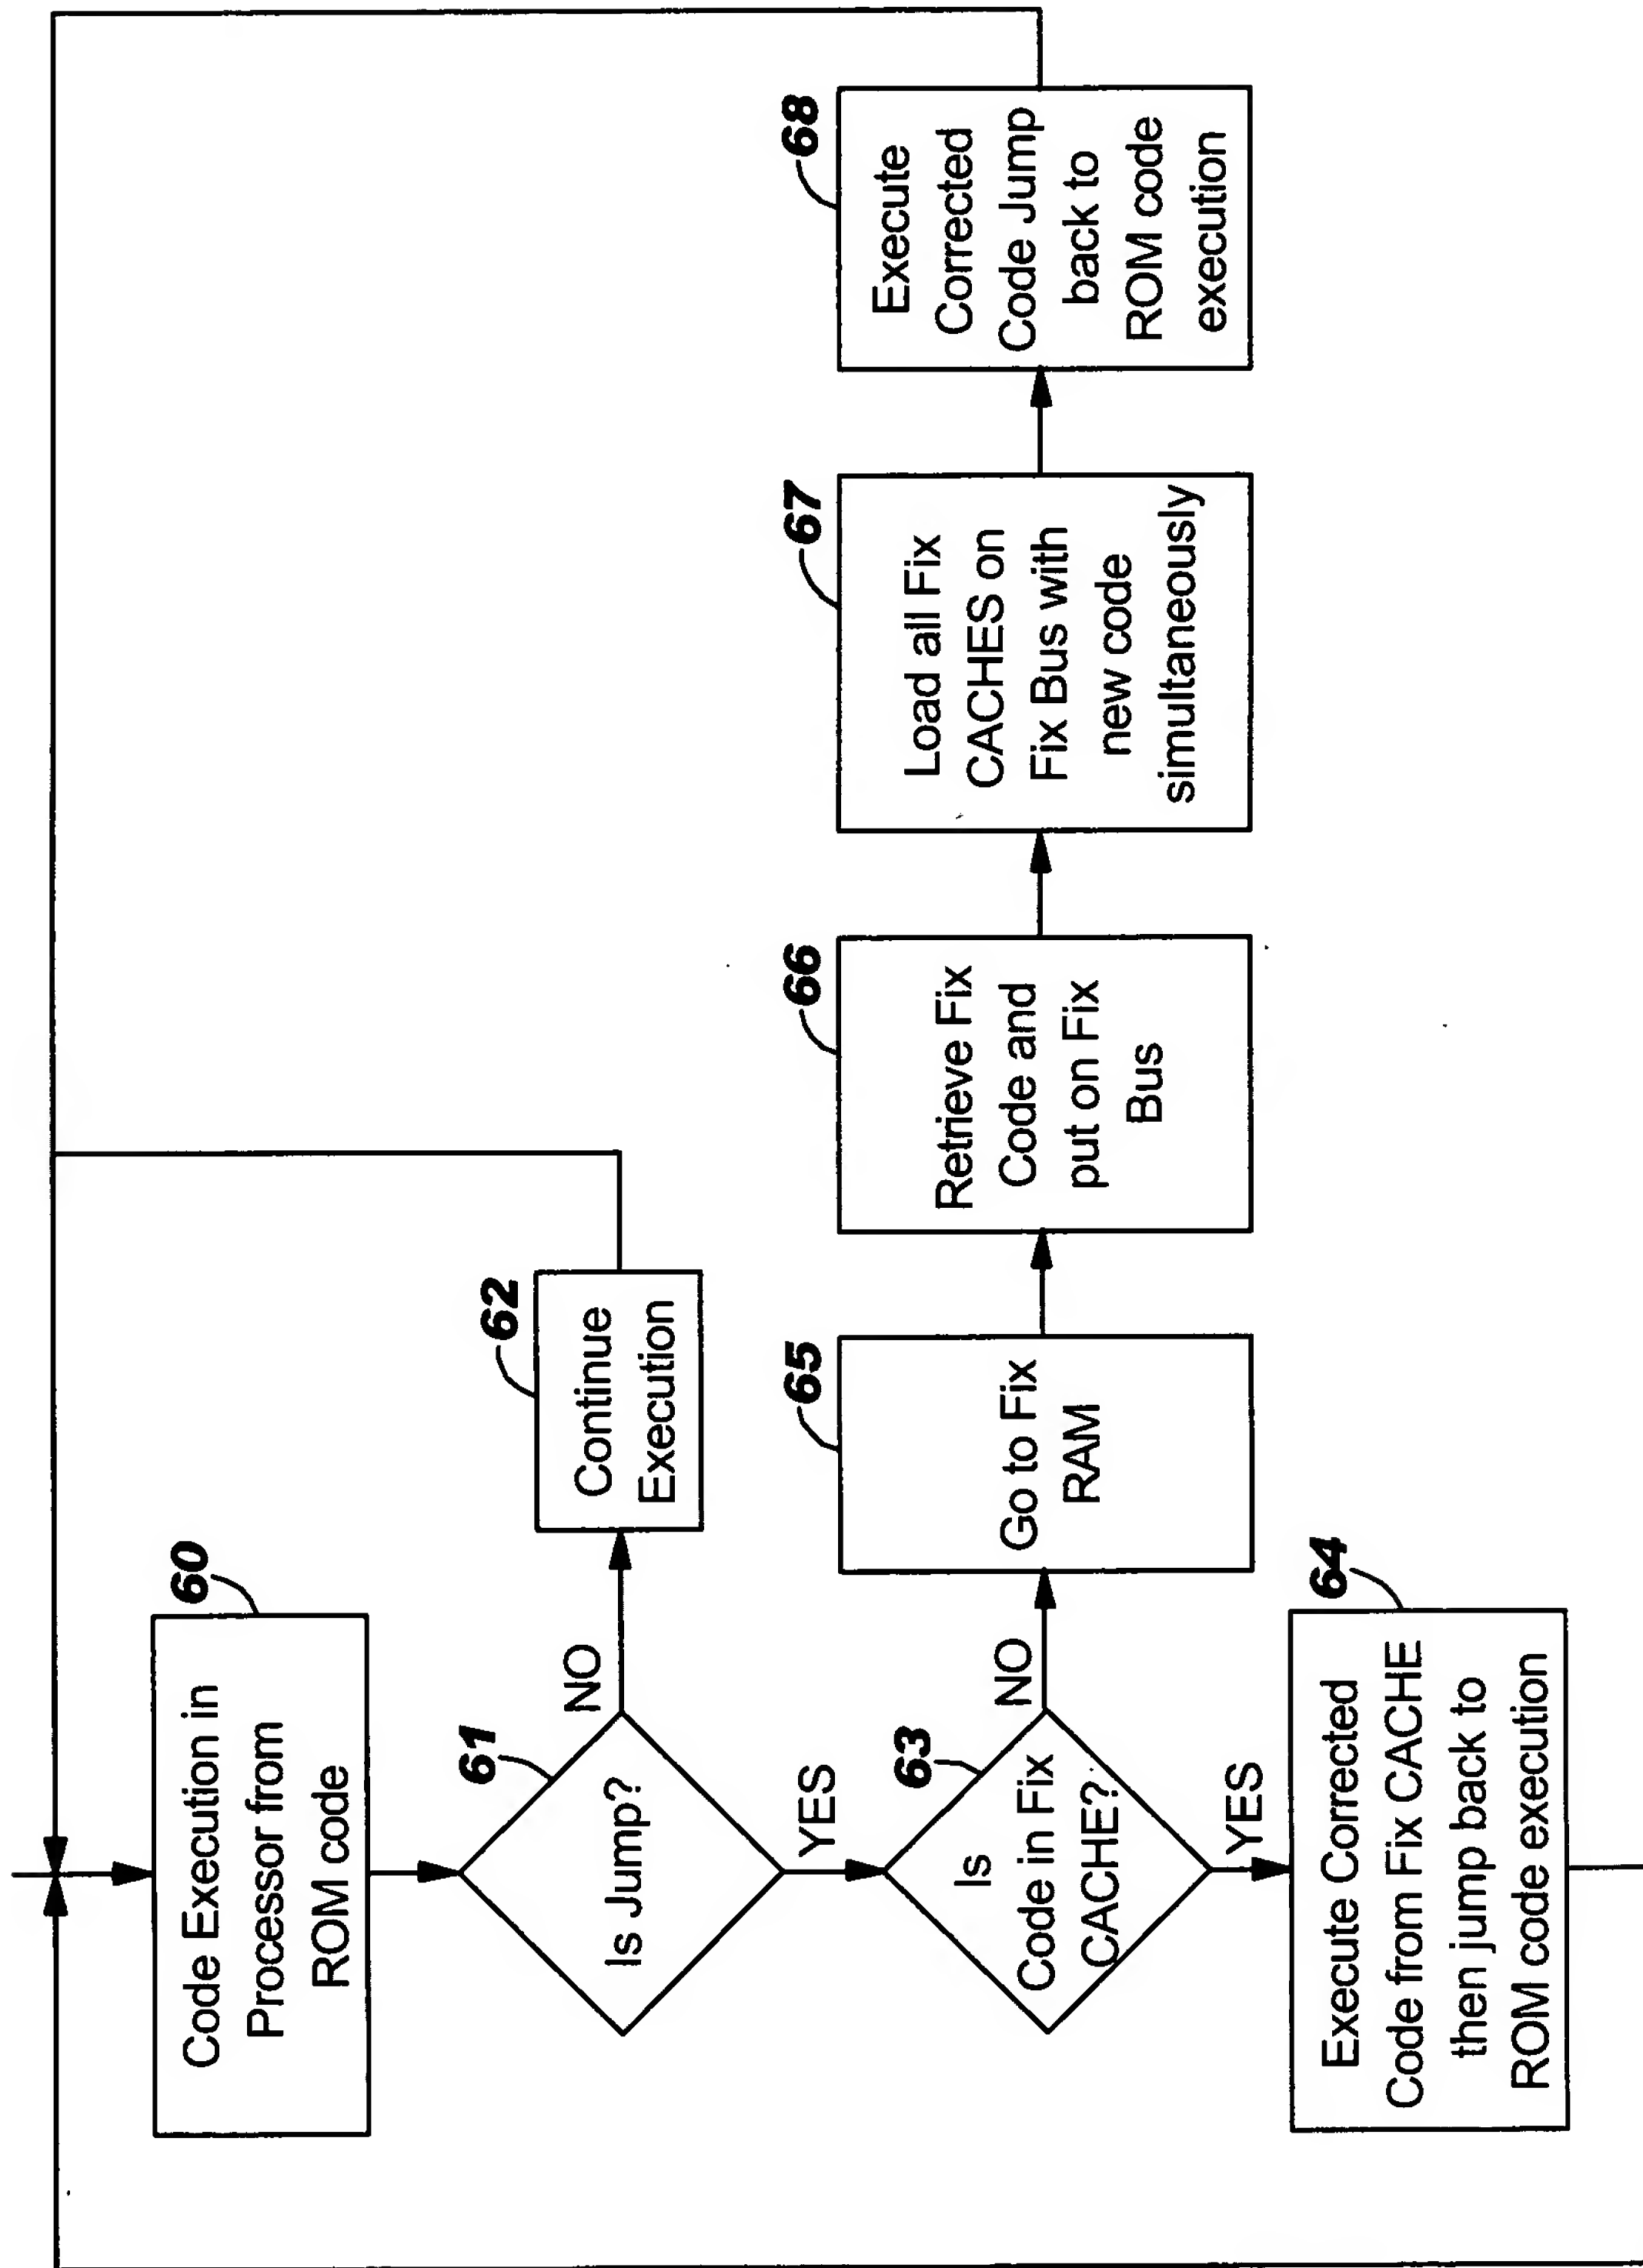 60
Code Execution in
Processor from
ROM code
61
Is Jump?
NO
YES
62
Continue
Execution
63
Is
Code in Fix
CACHE?
NO
YES
64
Execute Corrected
Code from Fix CACHE
then jump back to
ROM code execution
65
Go to Fix
RAM
66
Retrieve Fix
Code and
put on Fix
Bus
67
Load all Fix
CACHES on
Fix Bus with
new code
simultaneously
68
Execute
Corrected
Code Jump
back to
ROM code
execution